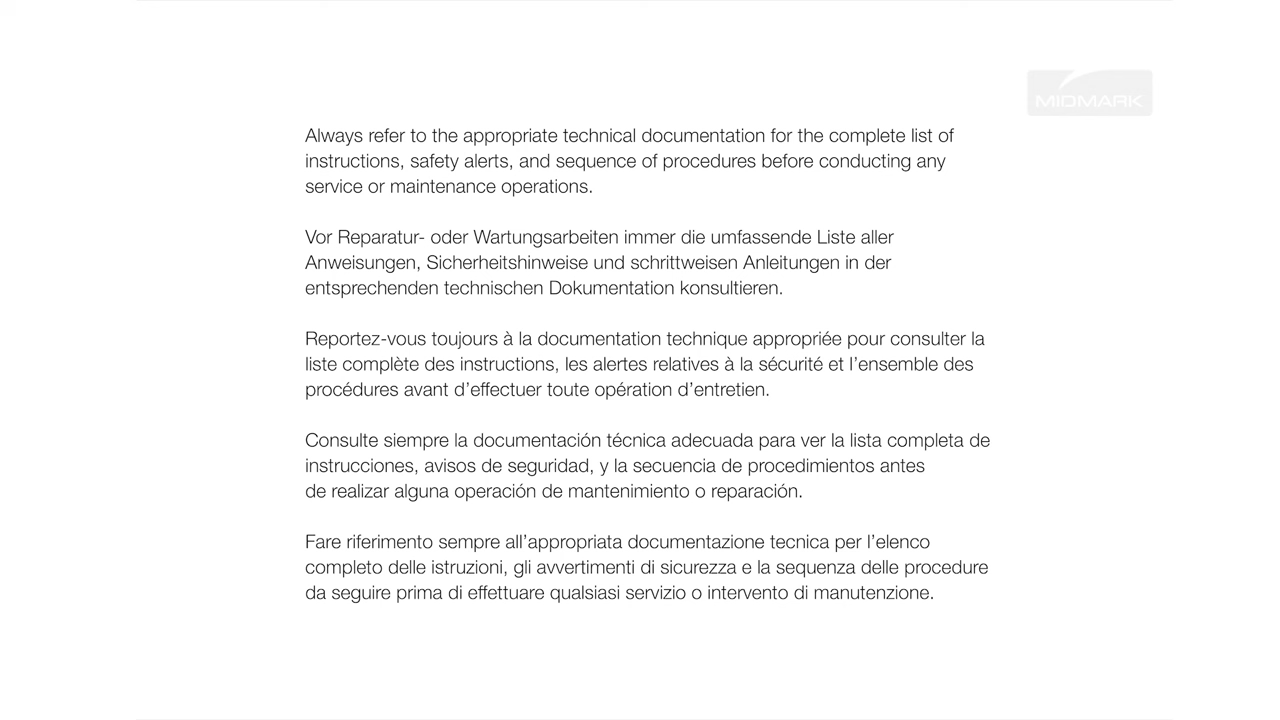 MIDMARK
Always refer to the appropriate technical documentation for the complete list of
instructions, safety alerts, and sequence of procedures before conducting any
service or maintenance operations.
Vor Reparatur- oder Wartungsarbeiten immer die umfassende Liste aller
Anweisungen, Sicherheitshinweise und schrittweisen Anleitungen in der
entsprechenden technischen Dokumentation konsultieren.
Reportez-vous toujours à la documentation technique appropriée pour consulter la
liste complète des instructions, les alertes relatives à la sécurité et l’ensemble des
procédures avant d’effectuer toute opération d’entretien.
Consulte siempre la documentación técnica adecuada para ver la lista completa de
instrucciones, avisos de seguridad, y la secuencia de procedimientos antes
de realizar alguna operación de mantenimiento o reparación.
Fare riferimento sempre all’appropriata documentazione tecnica per l’elenco
completo delle istruzioni, gli avvertimenti di sicurezza e la sequenza delle procedure
da seguire prima di effettuare qualsiasi servizio o intervento di manutenzione.